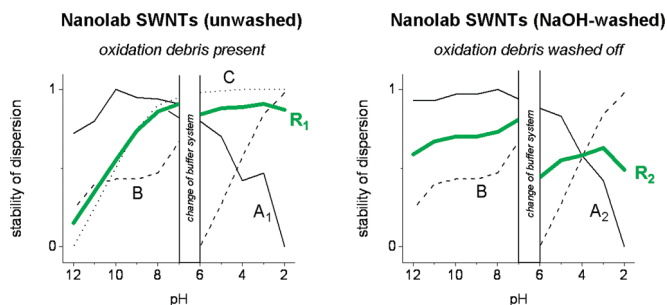 Nanolab SWNTs (unwashed)
oxidation debris present
stability of dispersion
1
0
C
R1
B
A1
change of buffer system
12 10 8 6 4 2
pH
Nanolab SWNTs (NaOH-washed)
oxidation debris washed off
stability of dispersion
1
0
B
R2
A2
change of buffer system
12 10 8 6 4 2
pH